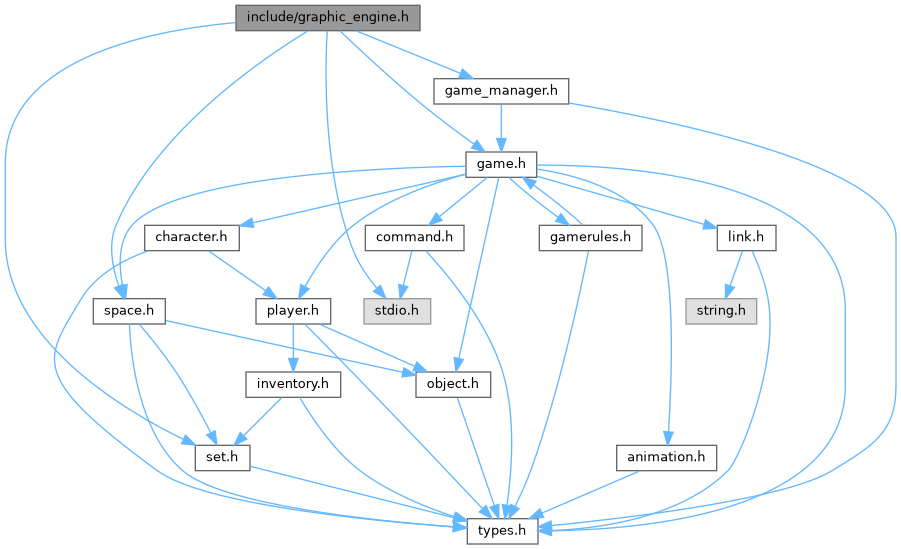 include/graphic_engine.h
game_manager.h
game.h
character.h
command.h
gamerules.h
link.h
space.h
player.h
stdio.h
string.h
inventory.h
object.h
set.h
animation.h
types.h